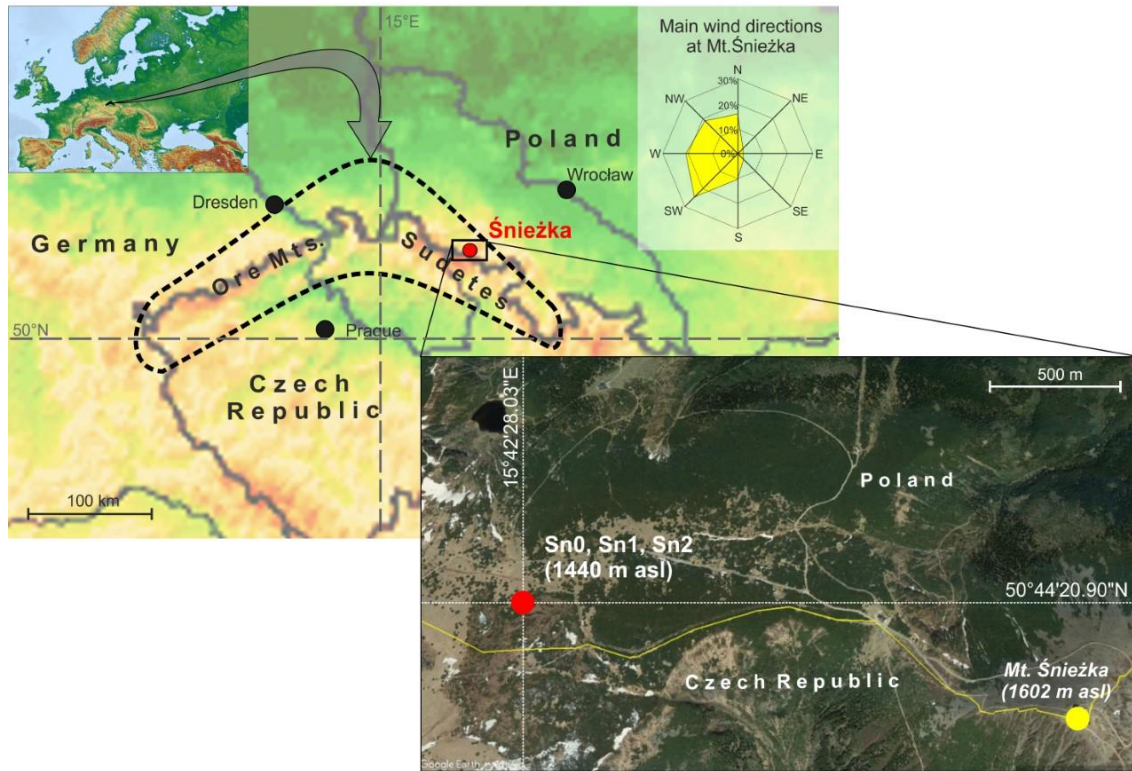 15°E
Main wind directions
at Mt.Śnieżka
N
30%
20%
10%
0%
NE
E
SE
S
SW
W
NW
Poland
Wrocław
Dresden
Germany
Śnieżka
Ore Mts.
Sudetes
50°N
Prague
Czech
Republic
100 km
500 m
15°42'28.03"E
Poland
Sn0, Sn1, Sn2
(1440 m asl)
50°44'20.90"N
Czech Republic
Mt. Śnieżka
(1602 m asl)
Google Earth